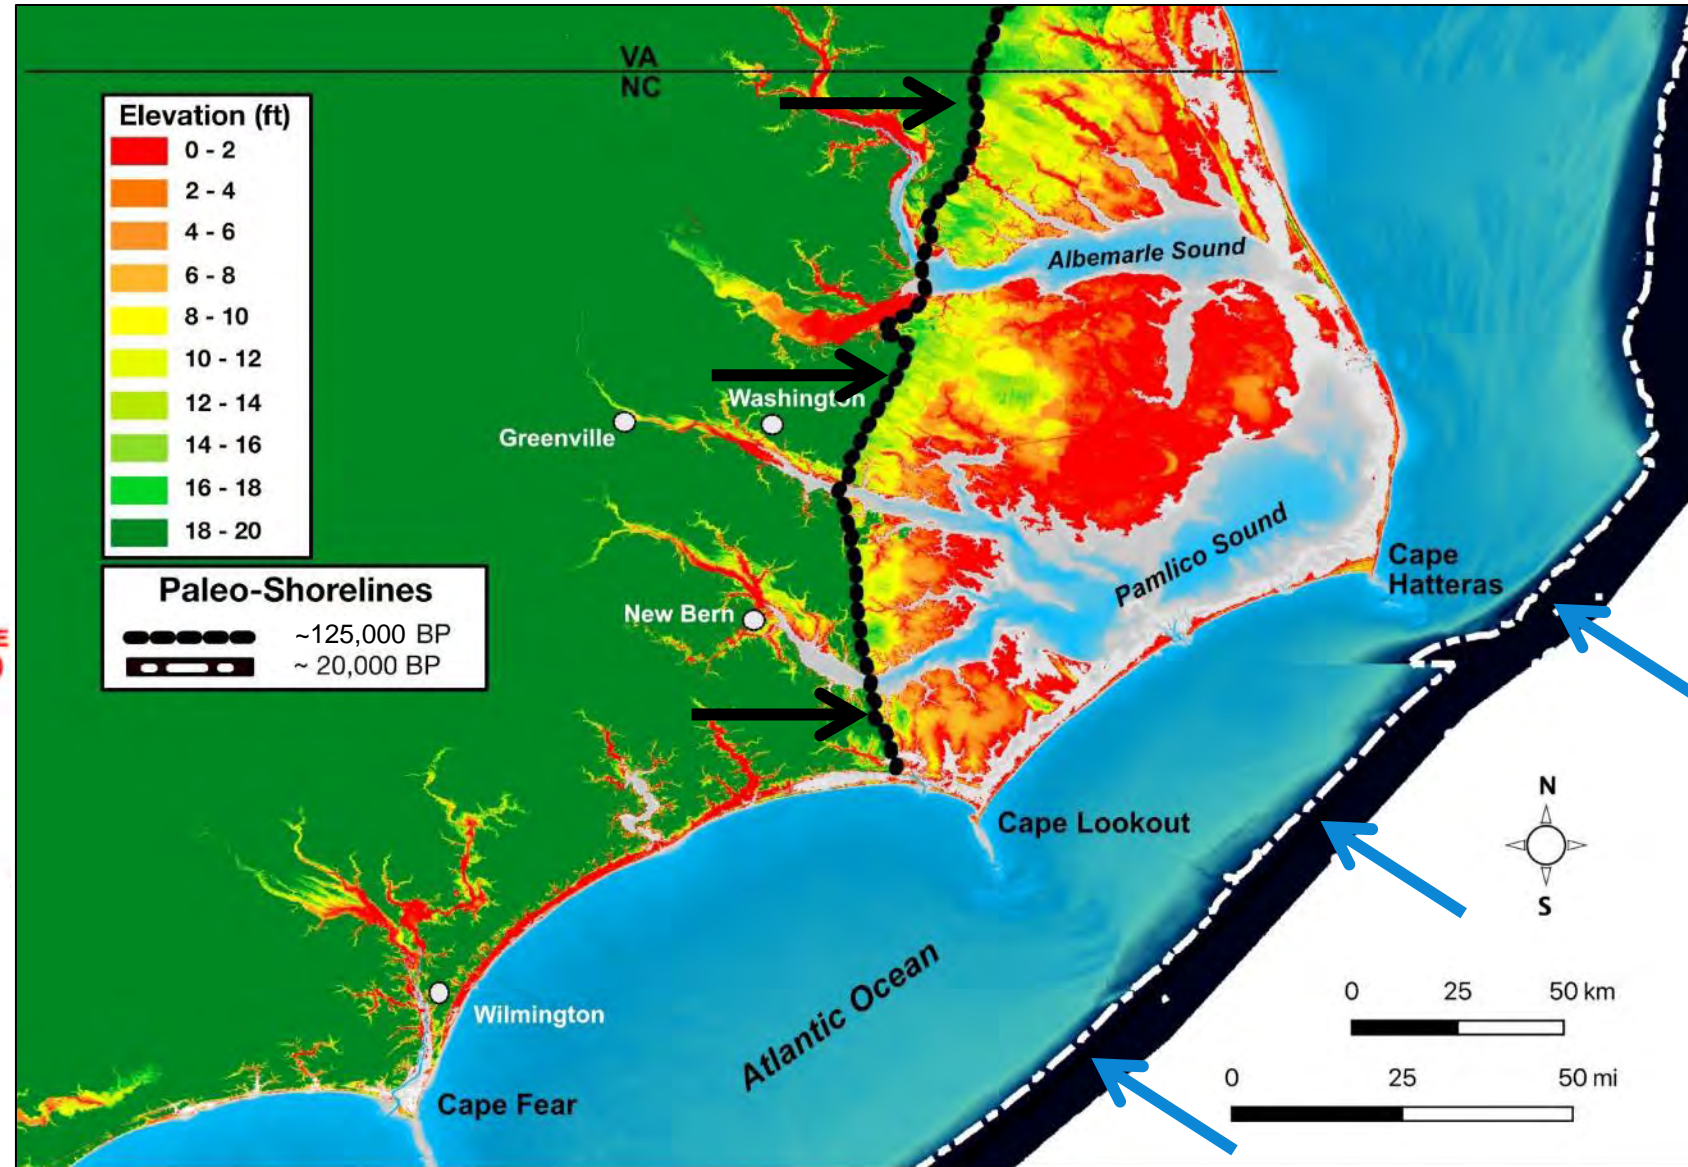 VA
NC
Elevation (ft)
0 - 2
2 - 4
4 - 6
6 - 8
8 - 10
10 - 12
12 - 14
14 - 16
16 - 18
18 - 20
Paleo-Shorelines
~125,000 BP
~ 20,000 BP
Albemarle Sound
Washington
Greenville
Pamlico Sound
Cape
Hatteras
New Bern
Cape Lookout
N
S
Atlantic Ocean
Wilmington
Cape Fear
0 25 50 km
0 25 50 mi